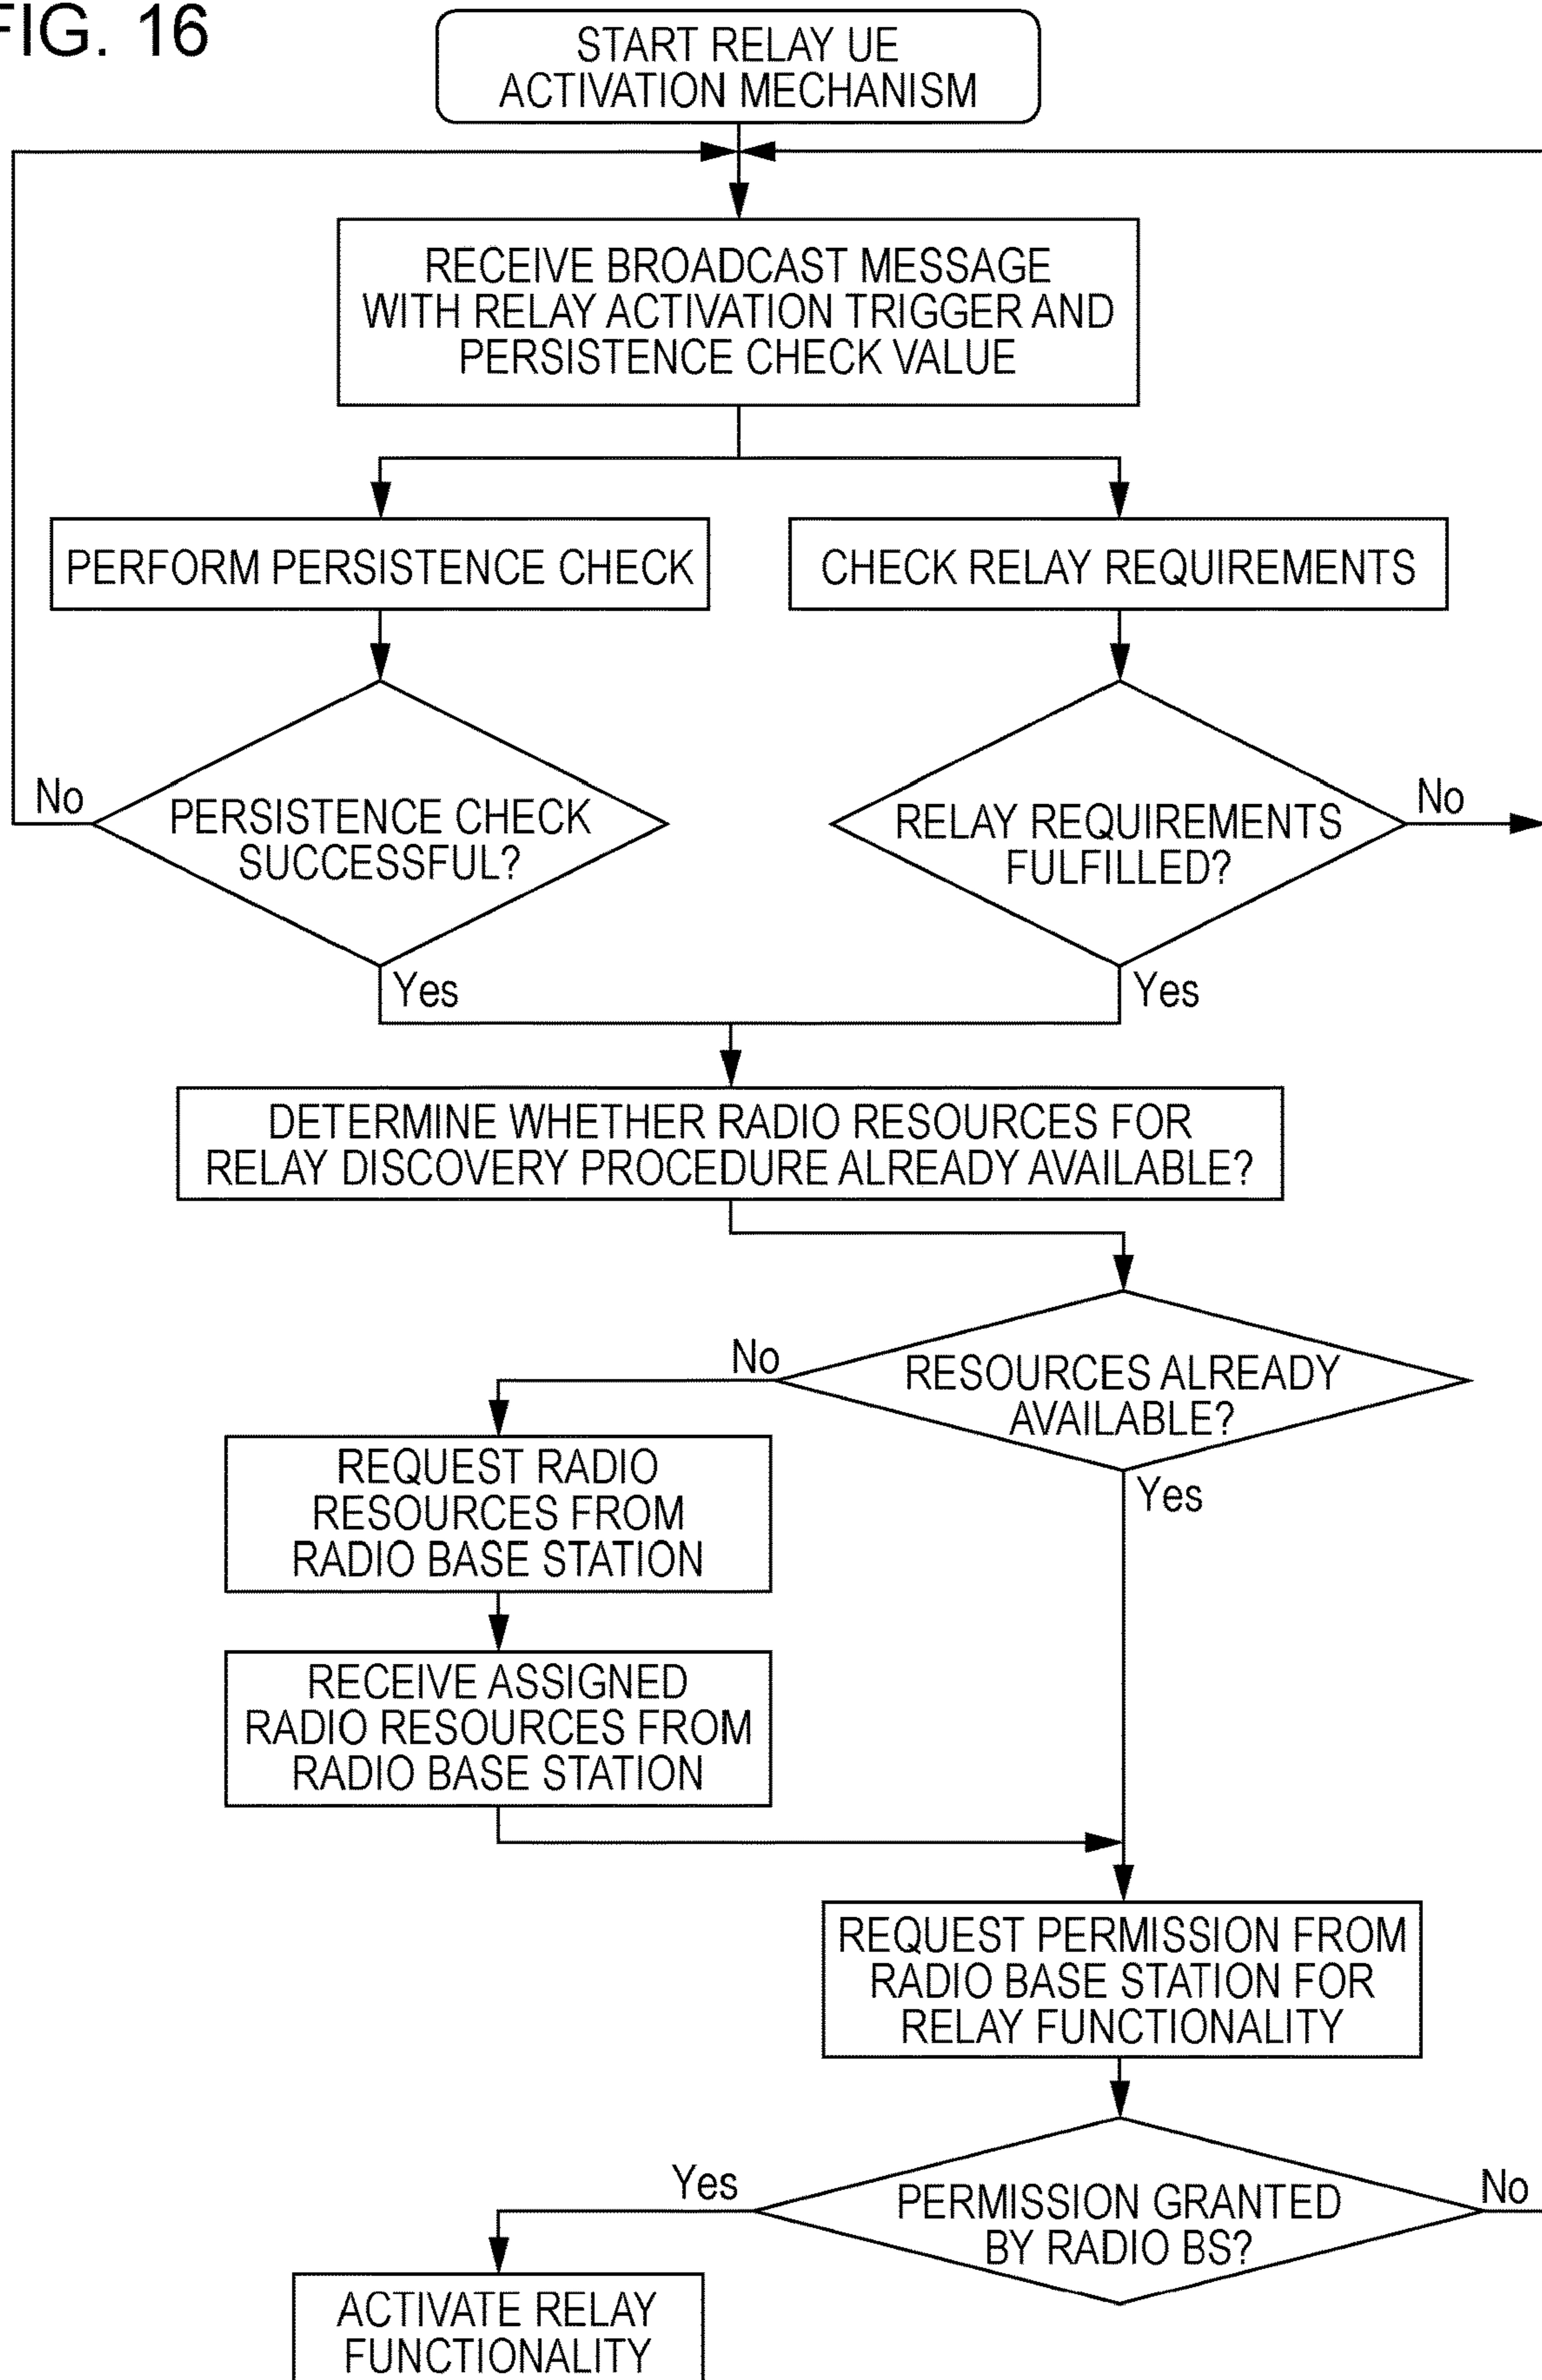 FIG. 16
START RELAY UE
ACTIVATION MECHANISM
RECEIVE BROADCAST MESSAGE
WITH RELAY ACTIVATION TRIGGER AND
PERSISTENCE CHECK VALUE
PERFORM PERSISTENCE CHECK
CHECK RELAY REQUIREMENTS
No
PERSISTENCE CHECK
SUCCESSFUL?
Yes
RELAY REQUIREMENTS
FULFILLED?
No
Yes
DETERMINE WHETHER RADIO RESOURCES FOR
RELAY DISCOVERY PROCEDURE ALREADY AVAILABLE?
No
RESOURCES ALREADY
AVAILABLE?
Yes
REQUEST RADIO
RESOURCES FROM
RADIO BASE STATION
RECEIVE ASSIGNED
RADIO RESOURCES FROM
RADIO BASE STATION
REQUEST PERMISSION FROM
RADIO BASE STATION FOR
RELAY FUNCTIONALITY
Yes
PERMISSION GRANTED
BY RADIO BS?
No
ACTIVATE RELAY
FUNCTIONALITY